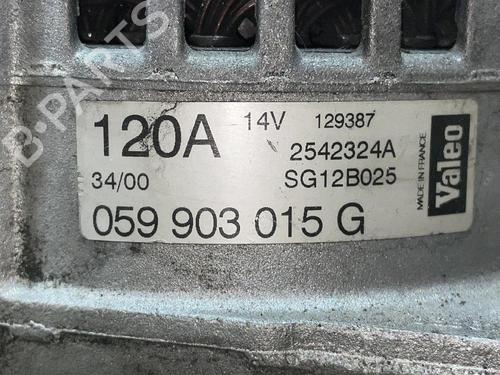 B-PARTS
120A 14V 129387
2542324A
34/00 SG12B025
059 903 015 G
MADE IN FRANCE
Valeo